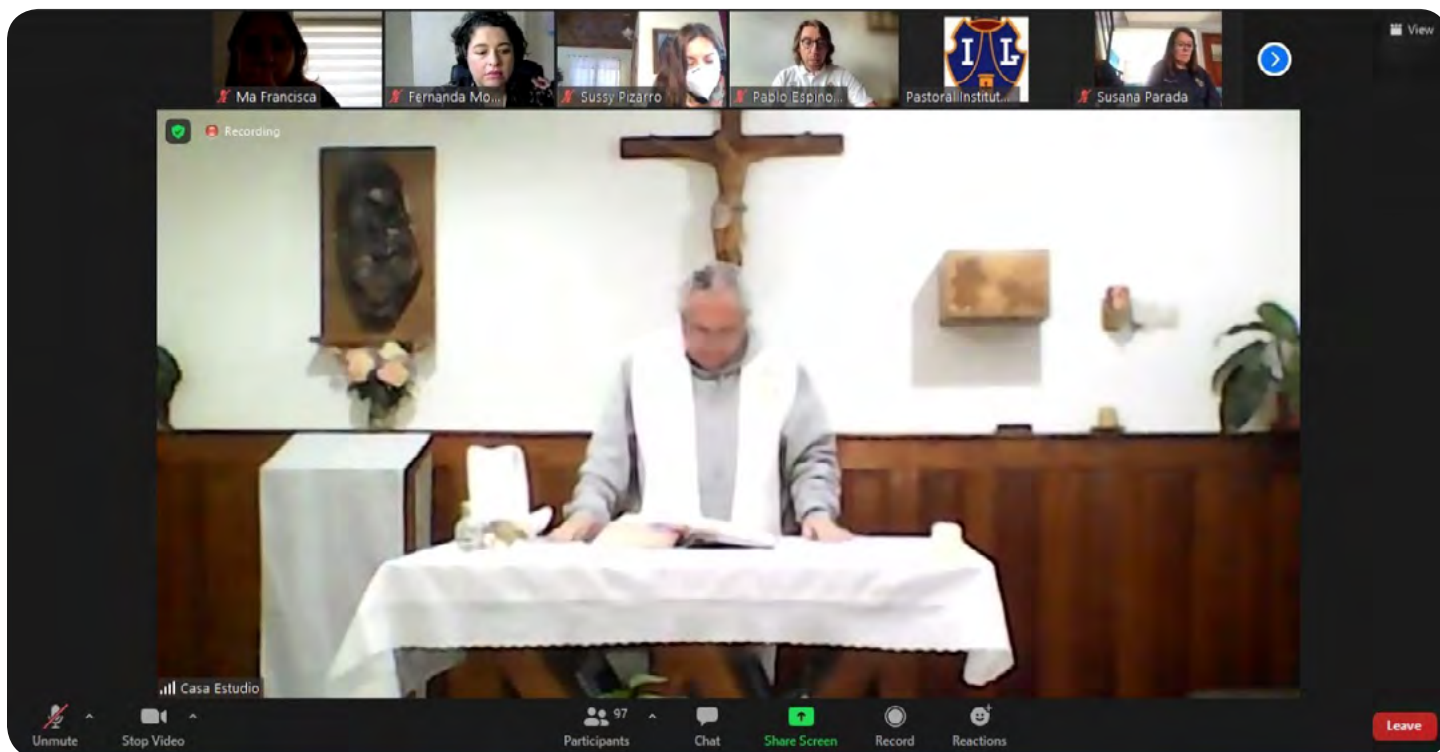 View
Ma Francisca
Fernanda Mo...
Sussy Pizarro
Pablo Espino...
I L
Pastoral Institut...
Susana Parada
Recording
Casa Estudio
Unmute
Stop Video
97
Participants
Chat
Share Screen
Record
Reactions
Leave